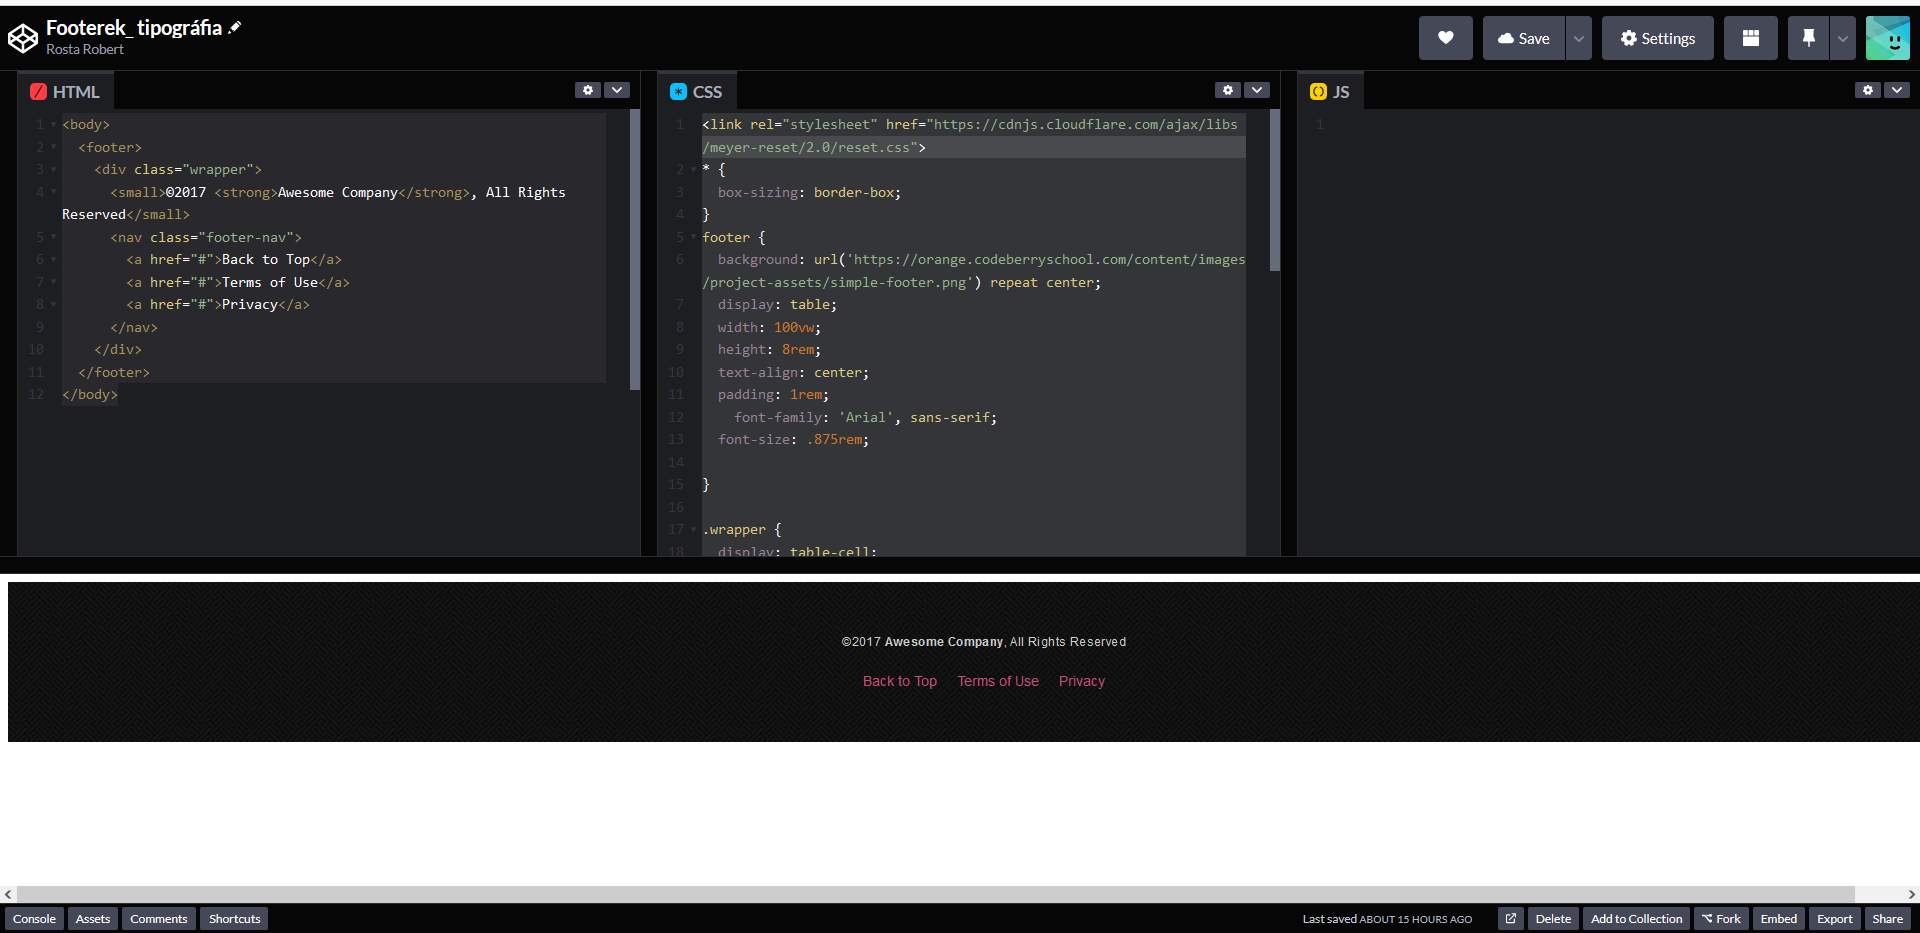 Footerek_ tipográfia
Rosta Robert
Save
Settings
HTML
1 <body>
2 <footer>
3 <div class="wrapper">
4 <small>©2017 <strong>Awesome Company</strong>, All Rights
Reserved</small>
5 <nav class="footer-nav">
6 <a href="#">Back to Top</a>
7 <a href="#">Terms of Use</a>
8 <a href="#">Privacy</a>
9 </nav>
10 </div>
11 </footer>
12 </body>
CSS
1 <link rel="stylesheet" href="https://cdnjs.cloudflare.com/ajax/libs
/meyer-reset/2.0/reset.css">
2 * {
3 box-sizing: border-box;
4 }
5 footer {
6 background: url('https://orange.codeberryschool.com/content/images
/project-assets/simple-footer.png') repeat center;
7 display: table;
8 width: 100vw;
9 height: 8rem;
10 text-align: center;
11 padding: 1rem;
12 font-family: 'Arial', sans-serif;
13 font-size: .875rem;
14
15 }
16
17 .wrapper {
18 display: table-cell;
JS
1
©2017 Awesome Company, All Rights Reserved
Back to Top Terms of Use Privacy
Console Assets Comments Shortcuts
Last saved ABOUT 15 HOURS AGO
Delete Add to Collection Fork Embed Export Share